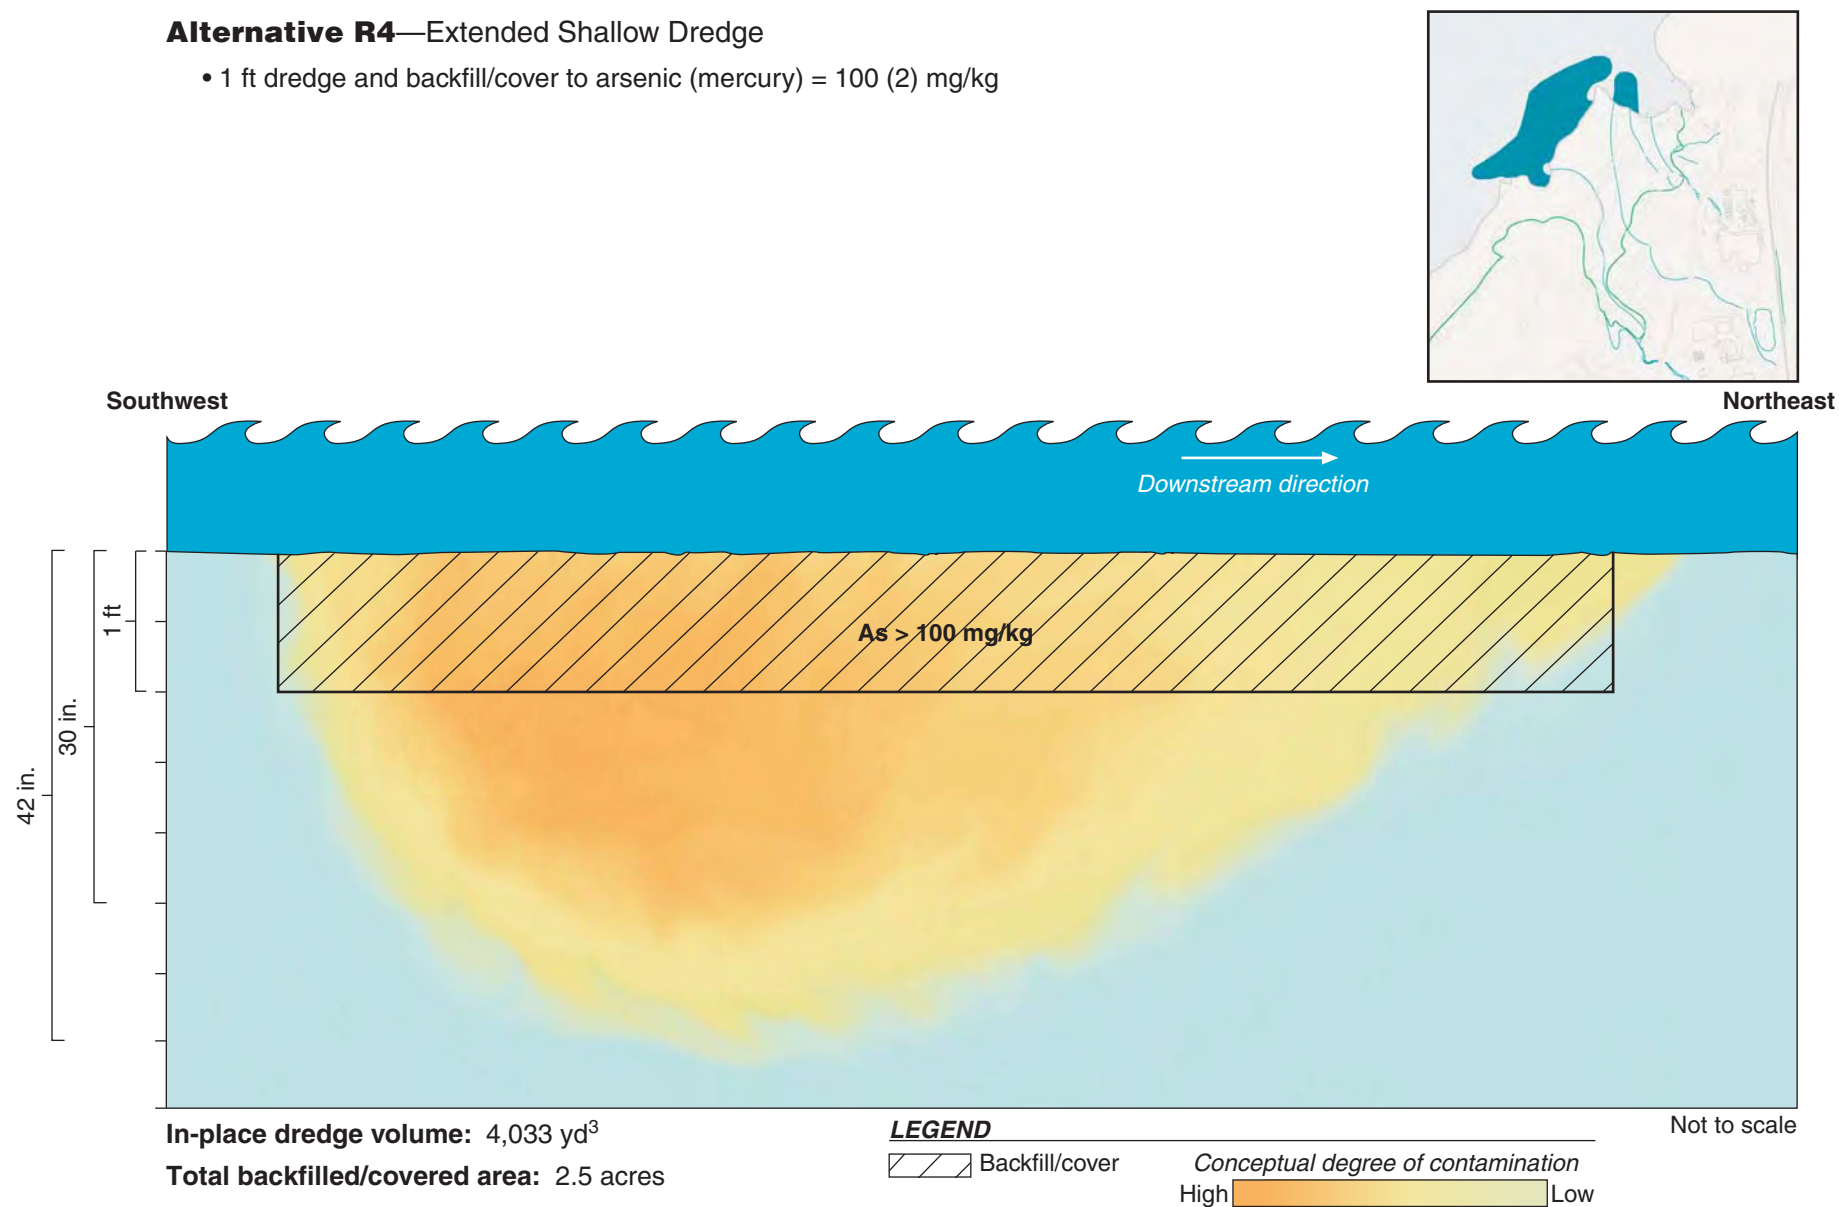 Alternative R4—Extended Shallow Dredge
• 1 ft dredge and backfill/cover to arsenic (mercury) = 100 (2) mg/kg
Southwest
Northeast
Downstream direction
1 ft
30 in.
42 in.
As > 100 mg/kg
In-place dredge volume: 4,033 yd³
Total backfilled/covered area: 2.5 acres
LEGEND
Backfill/cover
Conceptual degree of contamination
High
Low
Not to scale